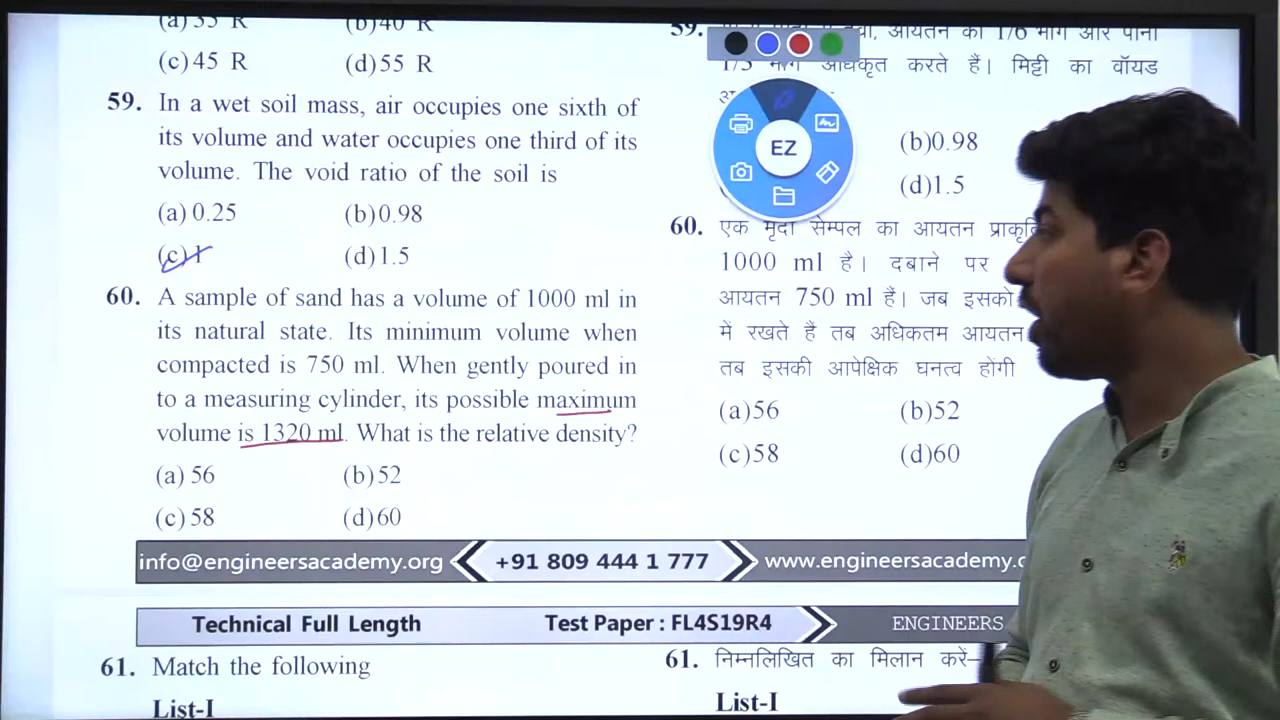 (a) 35 R (b) 40 R
(c) 45 R (d) 55 R
59. In a wet soil mass, air occupies one sixth of
its volume and water occupies one third of its
volume. The void ratio of the soil is
(a) 0.25 (b) 0.98
(c) 1 (d) 1.5
60. A sample of sand has a volume of 1000 ml in
its natural state. Its minimum volume when
compacted is 750 ml. When gently poured in
to a measuring cylinder, its possible maximum
volume is 1320 ml. What is the relative density?
(a) 56 (b) 52
(c) 58 (d) 60
59. आयतन का 1/6 भाग और पानी
1/3 भाग अधिकृत करते हैं। मिट्टी का वॉयड
(b) 0.98
(d) 1.5
EZ
60. एक मृदा सेम्पल का आयतन
1000 ml है। दबाने पर
आयतन 750 ml हैं। जब इसको
में रखते हैं तब अधिकतम आयतन
तब इसकी आपेक्षिक घनत्व होंगी
(a) 56 (b) 52
(c) 58 (d) 60
info@engineersacademy.org +91 809 444 1 777 www.engineersacademy.o
Technical Full Length Test Paper : FL4S19R4 ENGINEERS
61. Match the following
List-I
61. निम्नलिखित का मिलान करें–
List-I